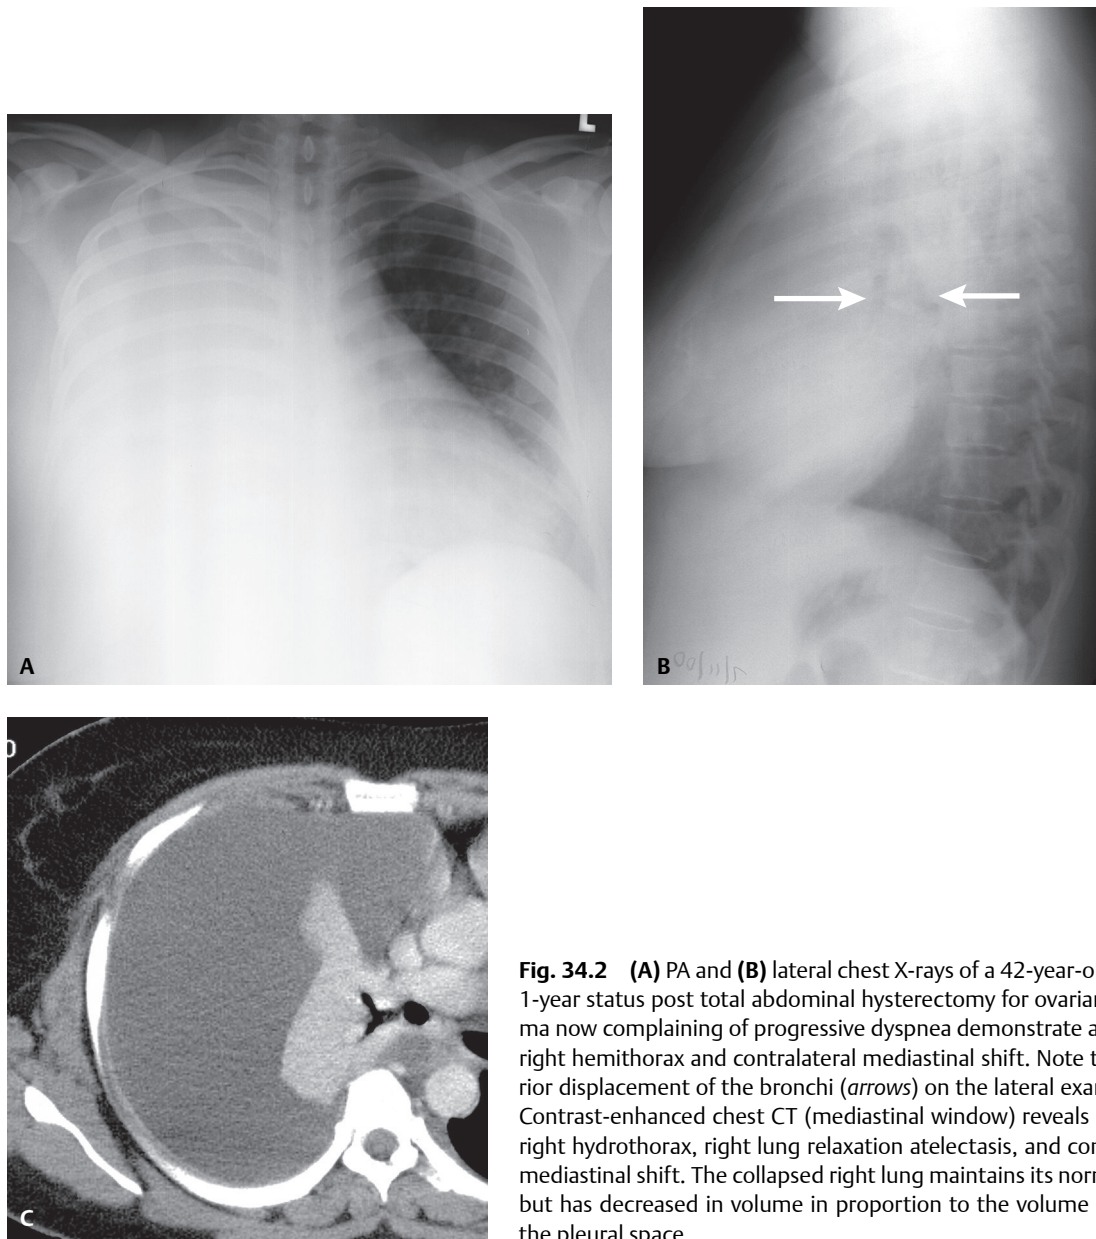 L
A
B
C
Fig. 34.2 (A) PA and (B) lateral chest X-rays of a 42-year-o
1-year status post total abdominal hysterectomy for ovarian
ma now complaining of progressive dyspnea demonstrate a
right hemithorax and contralateral mediastinal shift. Note t
rior displacement of the bronchi (arrows) on the lateral exam
Contrast-enhanced chest CT (mediastinal window) reveals
right hydrothorax, right lung relaxation atelectasis, and con
mediastinal shift. The collapsed right lung maintains its norm
but has decreased in volume in proportion to the volume
the pleural space